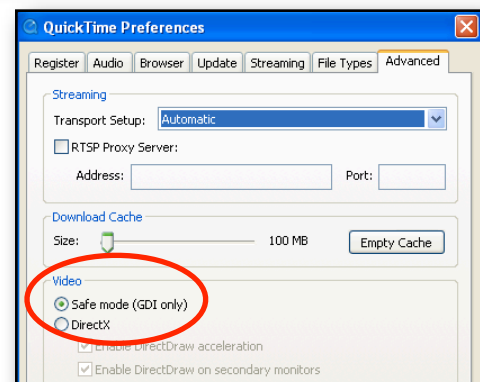 QuickTime Preferences
Register Audio Browser Update Streaming File Types Advanced
Streaming
Transport Setup: Automatic
RTSP Proxy Server:
Address: Port:
Download Cache
Size: 100 MB Empty Cache
Video
Safe mode (GDI only)
DirectX
Enable DirectDraw acceleration
Enable DirectDraw on secondary monitors